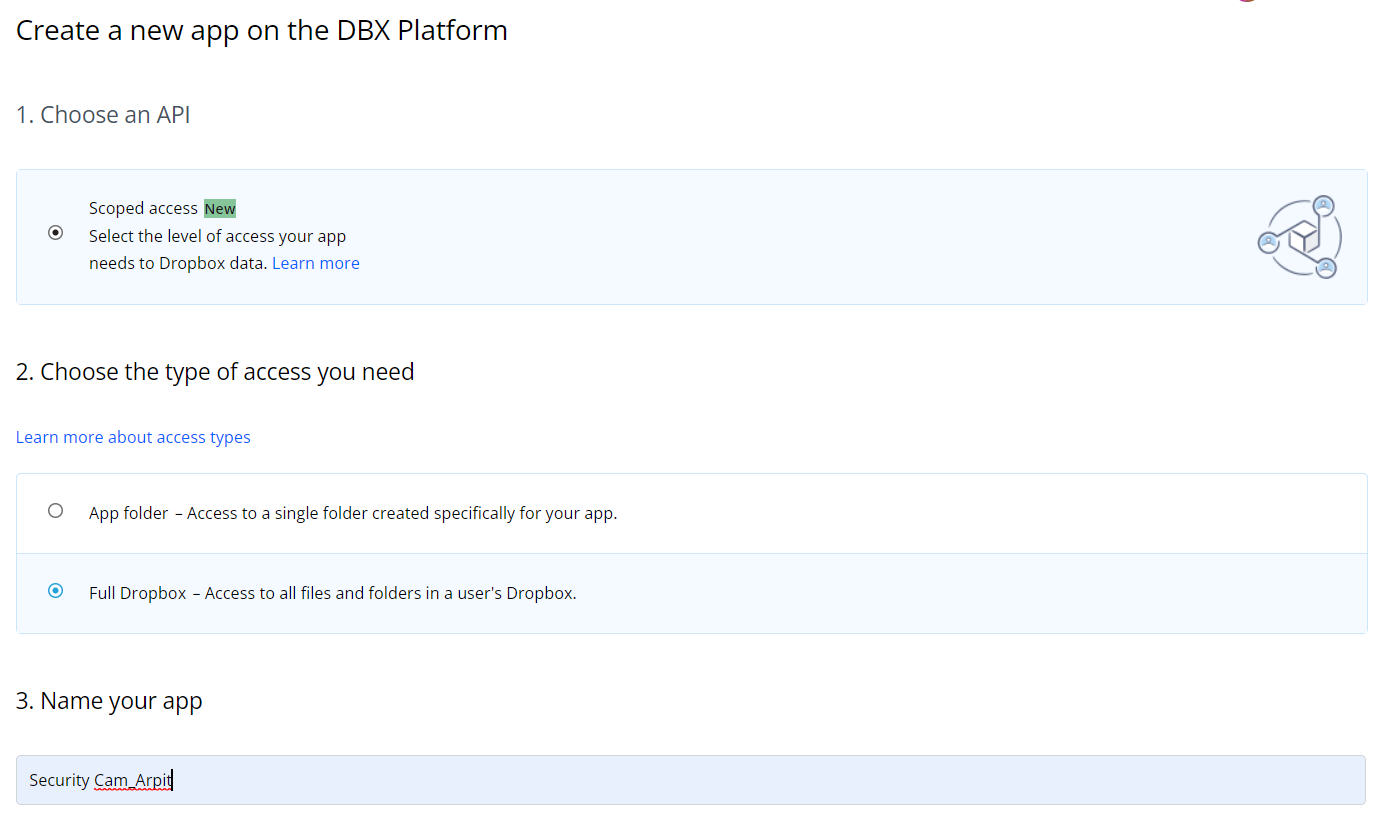 Create a new app on the DBX Platform
1. Choose an API
Scoped access New
Select the level of access your app
needs to Dropbox data. Learn more
2. Choose the type of access you need
Learn more about access types
App folder – Access to a single folder created specifically for your app.
Full Dropbox – Access to all files and folders in a user's Dropbox.
3. Name your app
Security Cam_Arpit